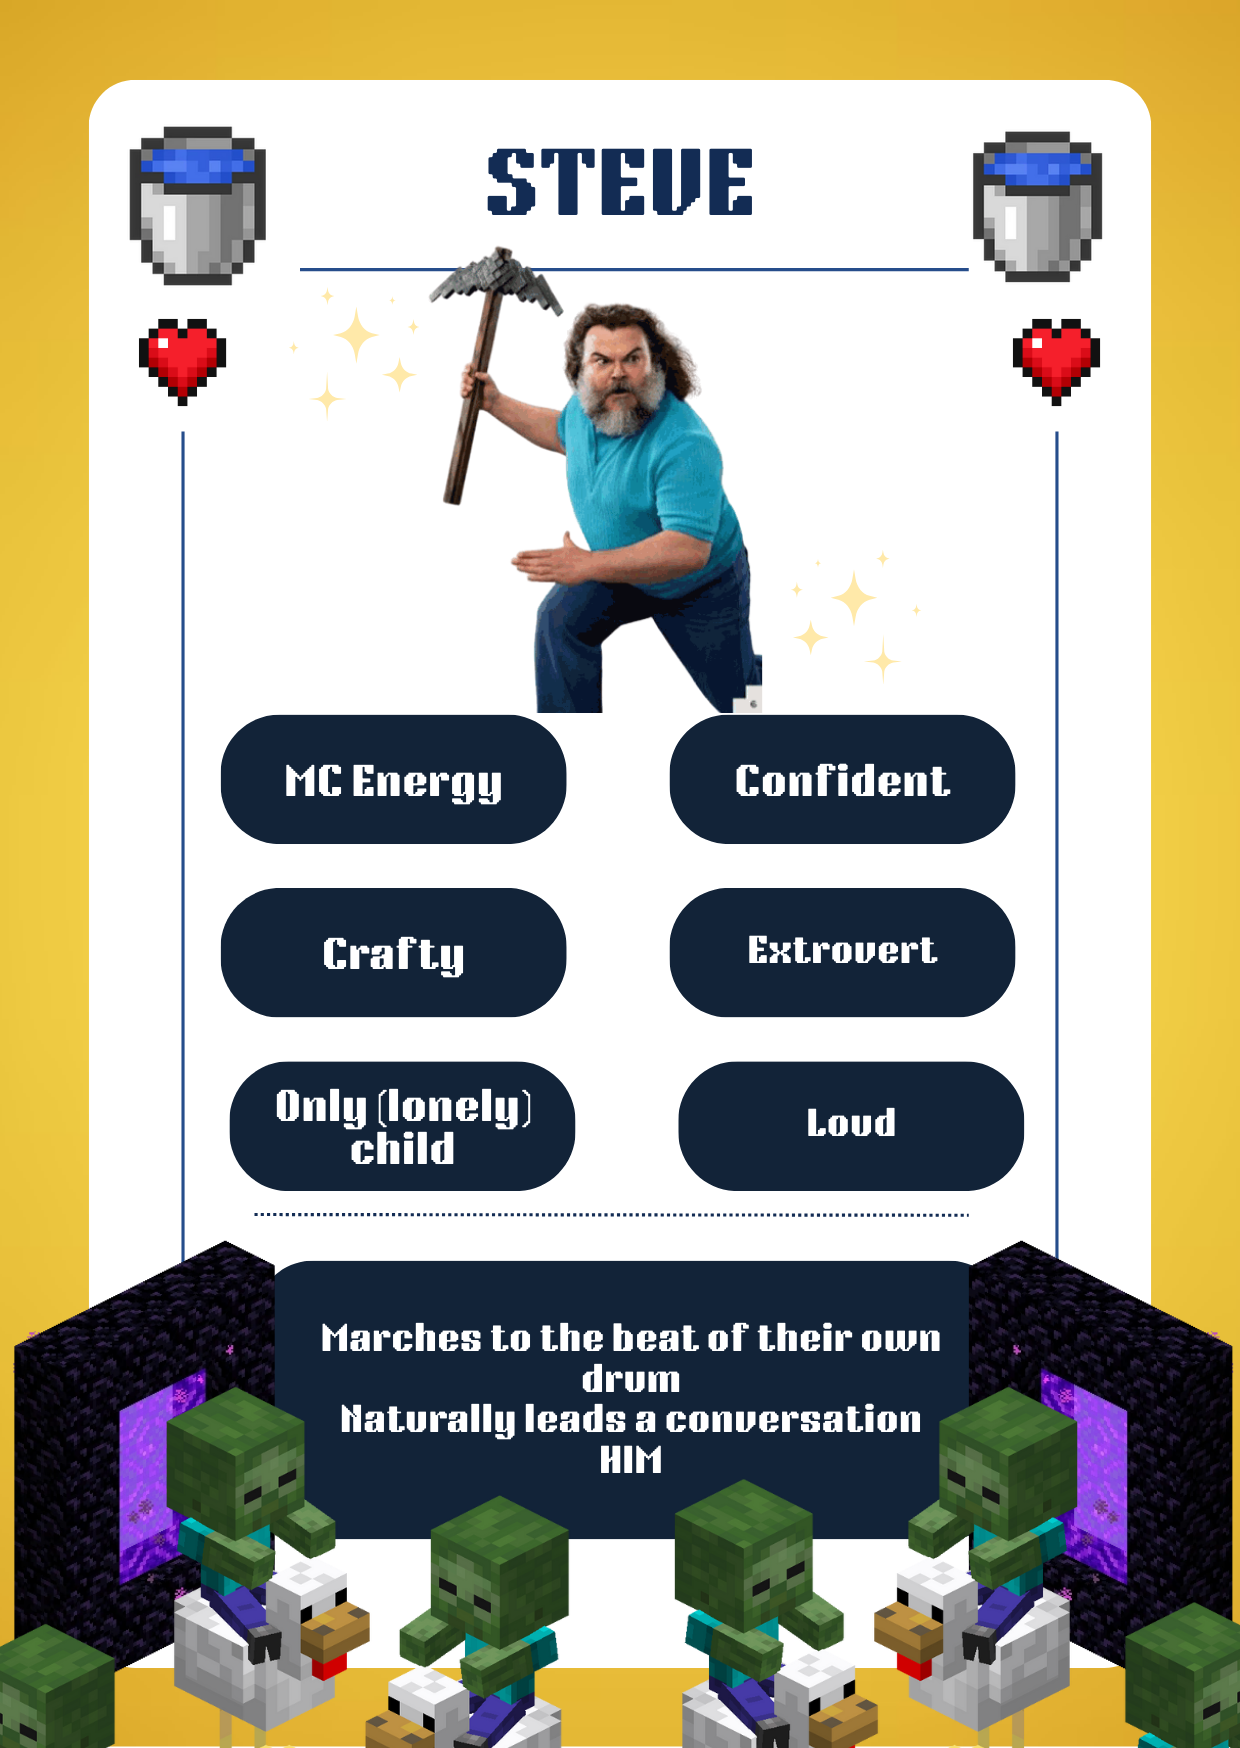 STEVE
MC Energy
Confident
Crafty
Extrovert
Only (lonely)
child
Loud
Marches to the beat of their own
drum
Naturally leads a conversation
HIM